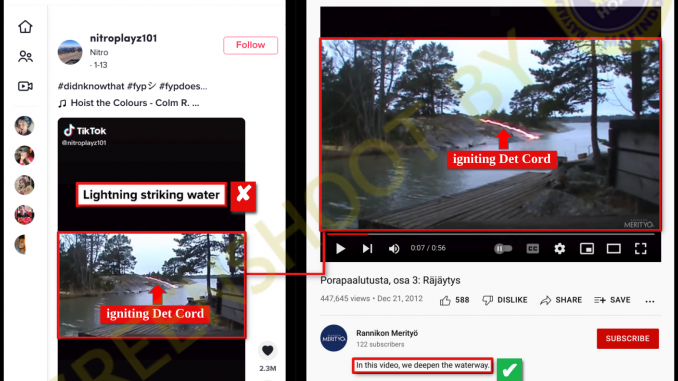 nitroplayz101
Nitro
· 1-13
Follow
#didnknowthat #fypシ #fypdoes...
♫ Hoist the Colours - Colm R. ...
TikTok
@nitroplayz101
Lightning striking water
igniting Det Cord
2.3M
igniting Det Cord
MERITYÖ
0:07 / 0:56
CC
Porapaalutusta, osa 3: Räjäytys
447,645 views • Dec 21, 2012
588
DISLIKE
SHARE
SAVE
MERITYÖ
Rannikon Merityö
122 subscribers
SUBSCRIBE
In this video, we deepen the waterway.